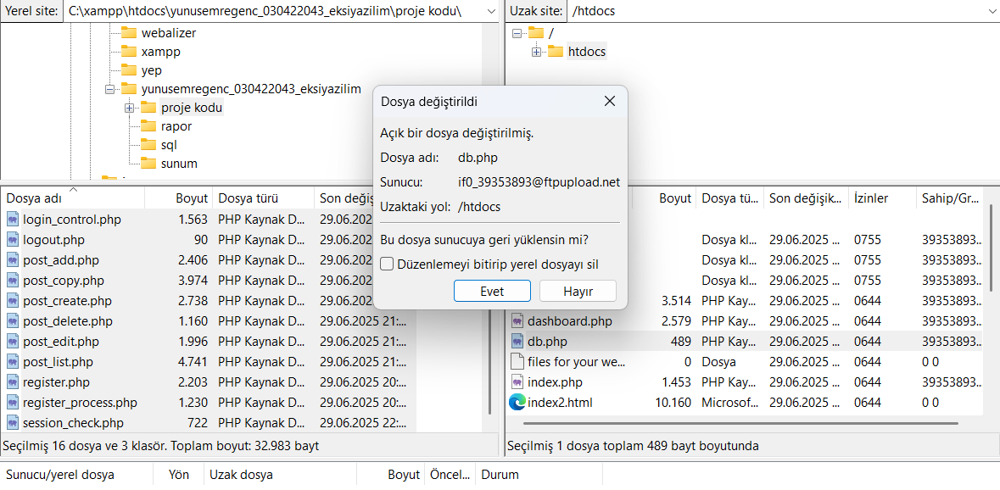 Yerel site: C:\xampp\htdocs\yunusemregenc_030422043_eksiyazilim\proje kodu\
webalizer
xampp
yep
yunusemregenc_030422043_eksiyazilim
proje kodu
rapor
sql
sunum
Uzak site: /htdocs
/
htdocs
Dosya değiştirildi
Açık bir dosya değiştirilmiş.
Dosya adı: db.php
Sunucu: if0_39353893@ftpupload.net
Uzaktaki yol: /htdocs
Bu dosya sunucuya geri yüklensin mi?
Düzenlemeyi bitirip yerel dosyayı sil
Evet Hayır
Dosya adı Boyut Dosya türü Son değiş
login_control.php 1.563 PHP Kaynak D... 29.06.202
logout.php 90 PHP Kaynak D... 29.06.202
post_add.php 2.406 PHP Kaynak D... 29.06.202
post_copy.php 3.974 PHP Kaynak D... 29.06.202
post_create.php 2.738 PHP Kaynak D... 29.06.202
post_delete.php 1.160 PHP Kaynak D... 29.06.2025 21:...
post_edit.php 1.996 PHP Kaynak D... 29.06.2025 21:...
post_list.php 4.741 PHP Kaynak D... 29.06.2025 21:...
register.php 2.203 PHP Kaynak D... 29.06.2025 20:...
register_process.php 1.230 PHP Kaynak D... 29.06.2025 20:...
session_check.php 722 PHP Kaynak D... 29.06.2025 22:...
Seçilmiş 16 dosya ve 3 klasör. Toplam boyut: 32.983 bayt
Boyut Dosya tü... Son değişik... İzinler Sahip/Gr...
Dosya kl... 29.06.2025 ... 0755 39353893...
Dosya kl... 29.06.2025 ... 0755 39353893...
Dosya kl... 29.06.2025 ... 0755 39353893...
3.514 PHP Kay... 29.06.2025 ... 0644 39353893...
dashboard.php 2.579 PHP Kay... 29.06.2025 ... 0644 39353893...
db.php 489 PHP Kay... 29.06.2025 ... 0644 39353893...
files for your we... 0 Dosya 29.06.2025 ... 0644 0 0
index.php 1.453 PHP Kay... 29.06.2025 ... 0644 39353893...
index2.html 10.160 Microsof... 29.06.2025 ... 0644 0 0
Seçilmiş 1 dosya toplam 489 bayt boyutunda
Sunucu/yerel dosya Yön Uzak dosya Boyut Öncel... Durum